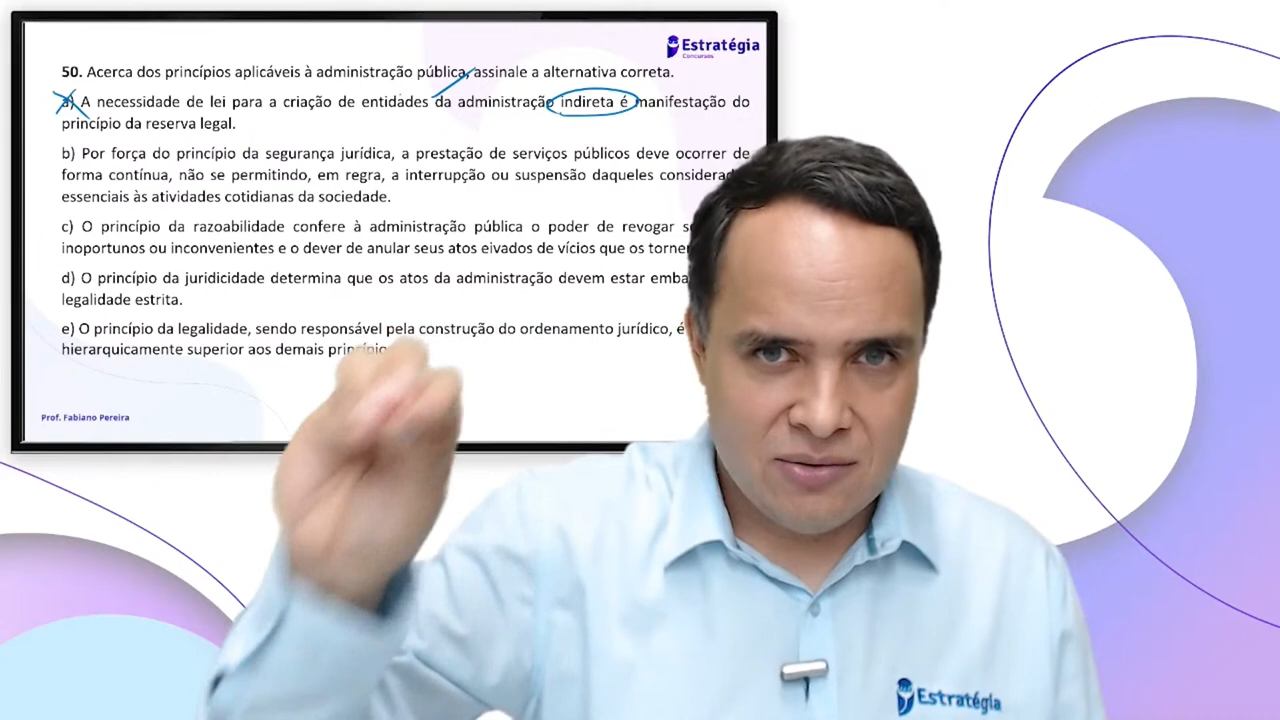 Estratégia
Concursos
50. Acerca dos princípios aplicáveis à administração pública, assinale a alternativa correta.
a) A necessidade de lei para a criação de entidades da administração indireta é manifestação do
princípio da reserva legal.
b) Por força do princípio da segurança jurídica, a prestação de serviços públicos deve ocorrer de
forma contínua, não se permitindo, em regra, a interrupção ou suspensão daqueles
essenciais às atividades cotidianas da sociedade.
c) O princípio da razoabilidade confere à administração pública o poder de revogar
inoportunos ou inconvenientes e o dever de anular seus atos eivados de vícios que os
d) O princípio da juridicidade determina que os atos da administração devem estar
legalidade estrita.
e) O princípio da legalidade, sendo responsável pela construção do ordenamento jurídico, é
hierarquicamente superior aos demais
Prof. Fabiano Pereira
Estratégia